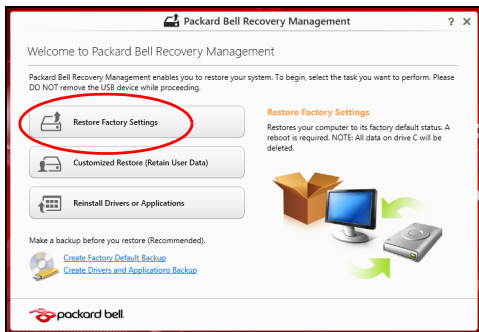 Packard Bell Recovery Management
? X
Welcome to Packard Bell Recovery Management
Packard Bell Recovery Management enables you to restore your system. To begin, select the task you want to perform. Please
DO NOT remove the USB device while proceeding.
Restore Factory Settings
Customized Restore (Retain User Data)
Reinstall Drivers or Applications
Restore Factory Settings
Restores your computer to its factory default status. A
reboot is required. NOTE: All data on drive C will be
deleted.
Make a backup before you restore (Recommended).
Create Factory Default Backup
Create Drivers and Applications Backup
packard bell